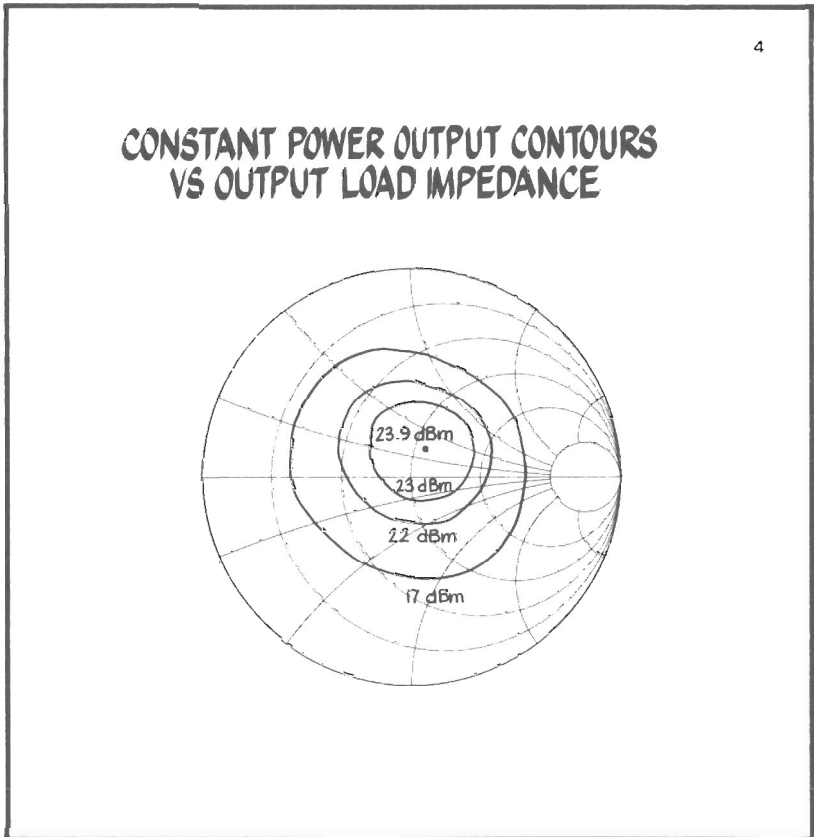 4
CONSTANT POWER OUTPUT CONTOURS
VS OUTPUT LOAD IMPEDANCE
23.9 dBm
23 dBm
22 dBm
17 dBm